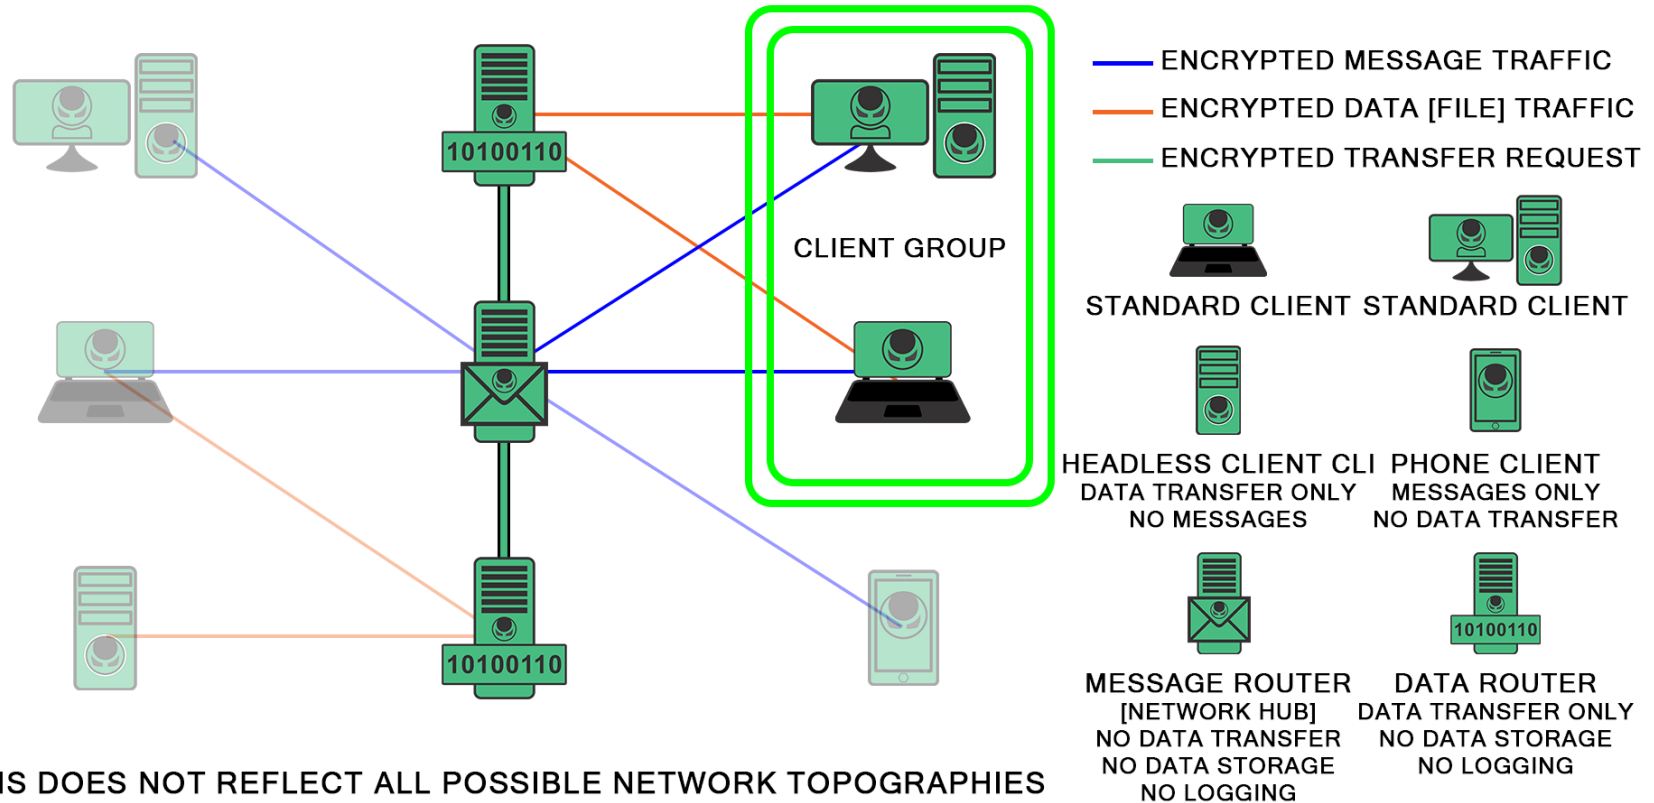 ENCRYPTED MESSAGE TRAFFIC
ENCRYPTED DATA [FILE] TRAFFIC
ENCRYPTED TRANSFER REQUEST
10100110
CLIENT GROUP
STANDARD CLIENT
STANDARD CLIENT
HEADLESS CLIENT CLI
DATA TRANSFER ONLY
NO MESSAGES
PHONE CLIENT
MESSAGES ONLY
NO DATA TRANSFER
10100110
10100110
MESSAGE ROUTER
[NETWORK HUB]
NO DATA TRANSFER
NO DATA STORAGE
NO LOGGING
DATA ROUTER
DATA TRANSFER ONLY
NO DATA STORAGE
NO LOGGING
IS DOES NOT REFLECT ALL POSSIBLE NETWORK TOPOGRAPHIES